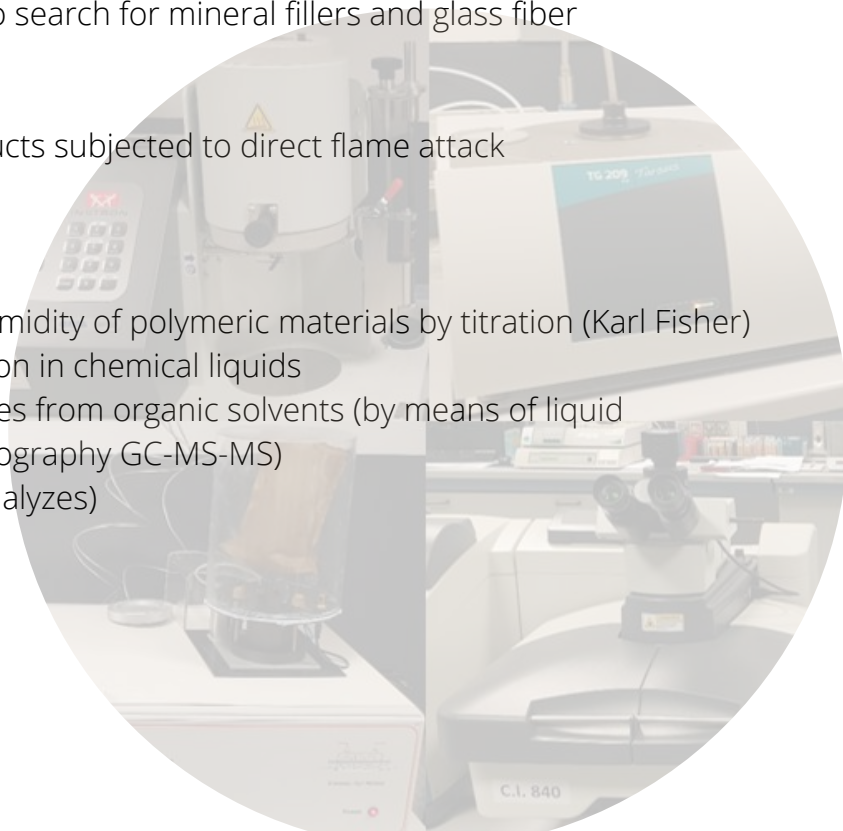 o search for mineral fillers and glass fiber
ucts subjected to direct flame attack
TG 209
midity of polymeric materials by titration (Karl Fisher)
on in chemical liquids
es from organic solvents (by means of liquid
ography GC-MS-MS)
alyzes)
C.I. 840